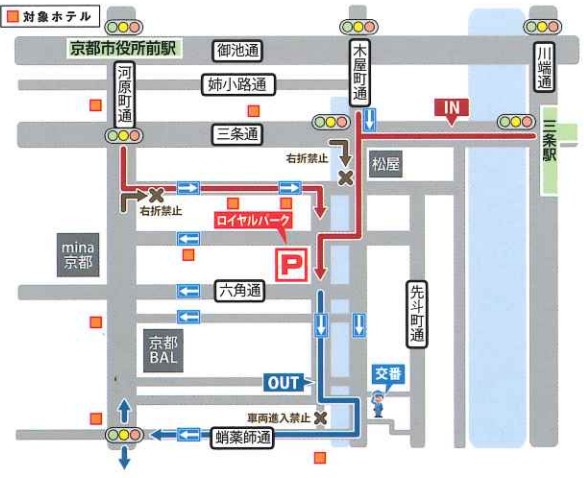 対象ホテル
京都市役所前駅
御池通
河原町通
木屋町通
川端通
姉小路通
IN
三条通
三条駅
右折禁止
松屋
右折禁止
ロイヤルパーク
P
mina
京都
六角通
先斗町通
京都
BAL
OUT
交番
車両進入禁止
蛸薬師通